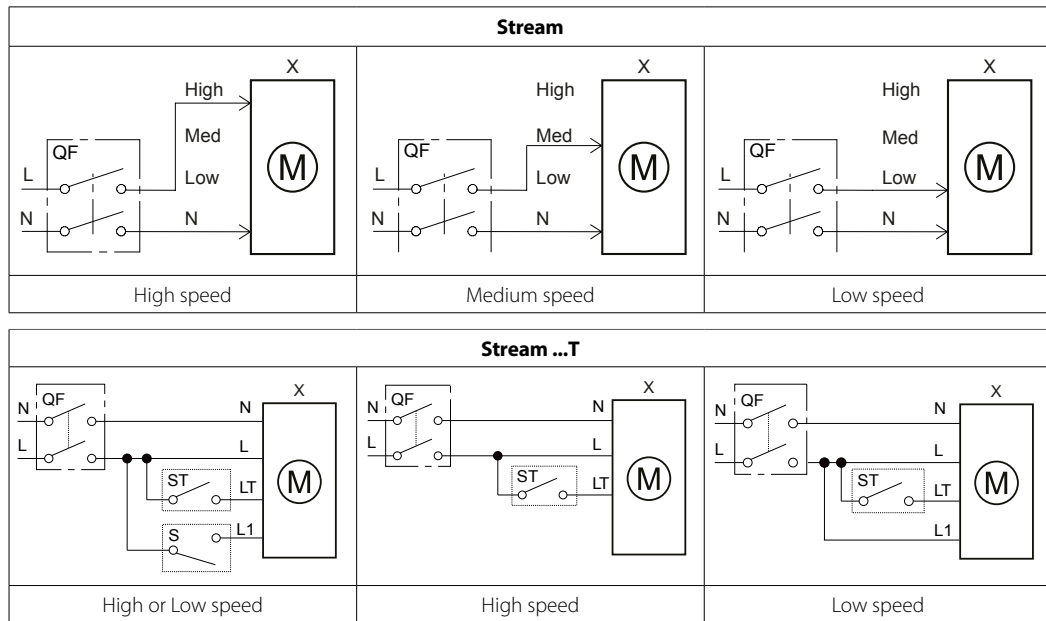 Stream
X
High
Med
QF
L
Low
N
N
M
High speed
X
High
Med
QF
L
Low
N
N
M
Medium speed
X
High
Med
QF
L
Low
N
N
M
Low speed
Stream ...T
X
N
QF
N
L
L
ST
LT
S
L1
M
High or Low speed
X
N
QF
N
L
L
ST
LT
M
High speed
X
N
QF
N
L
L
ST
LT
L1
M
Low speed